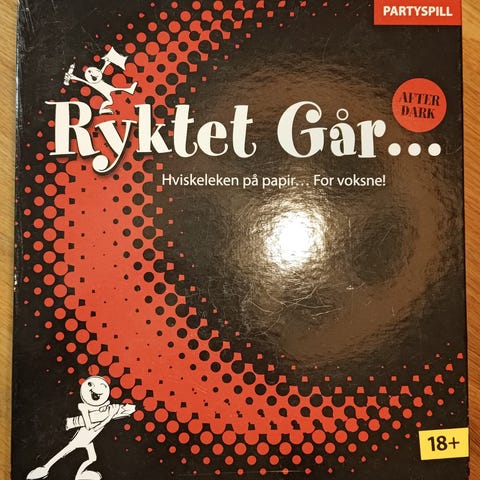 PARTYSPILL
AFTER
DARK
Ryktet Går...
Hviskeleken på papir... For voksne!
18+